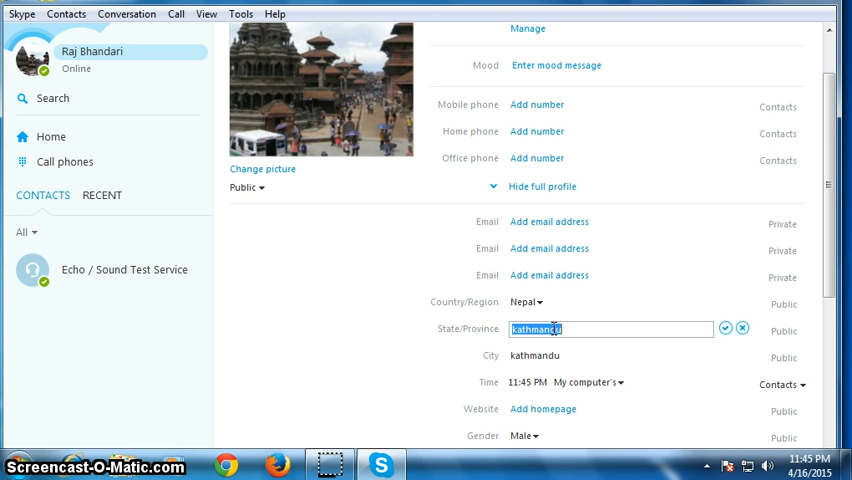 Skype Contacts Conversation Call View Tools Help
Raj Bhandari
Online
Search
Home
Call phones
CONTACTS RECENT
All
Echo / Sound Test Service
Change picture
Public
Manage
Mood Enter mood message
Mobile phone Add number Contacts
Home phone Add number Contacts
Office phone Add number Contacts
Hide full profile
Email Add email address Private
Email Add email address Private
Email Add email address Private
Country/Region Nepal Public
State/Province kathmandu Public
City kathmandu Public
Time 11:45 PM My computer's Contacts
Website Add homepage Public
Gender Male Public
Screencast-O-Matic.com
11:45 PM
4/16/2015